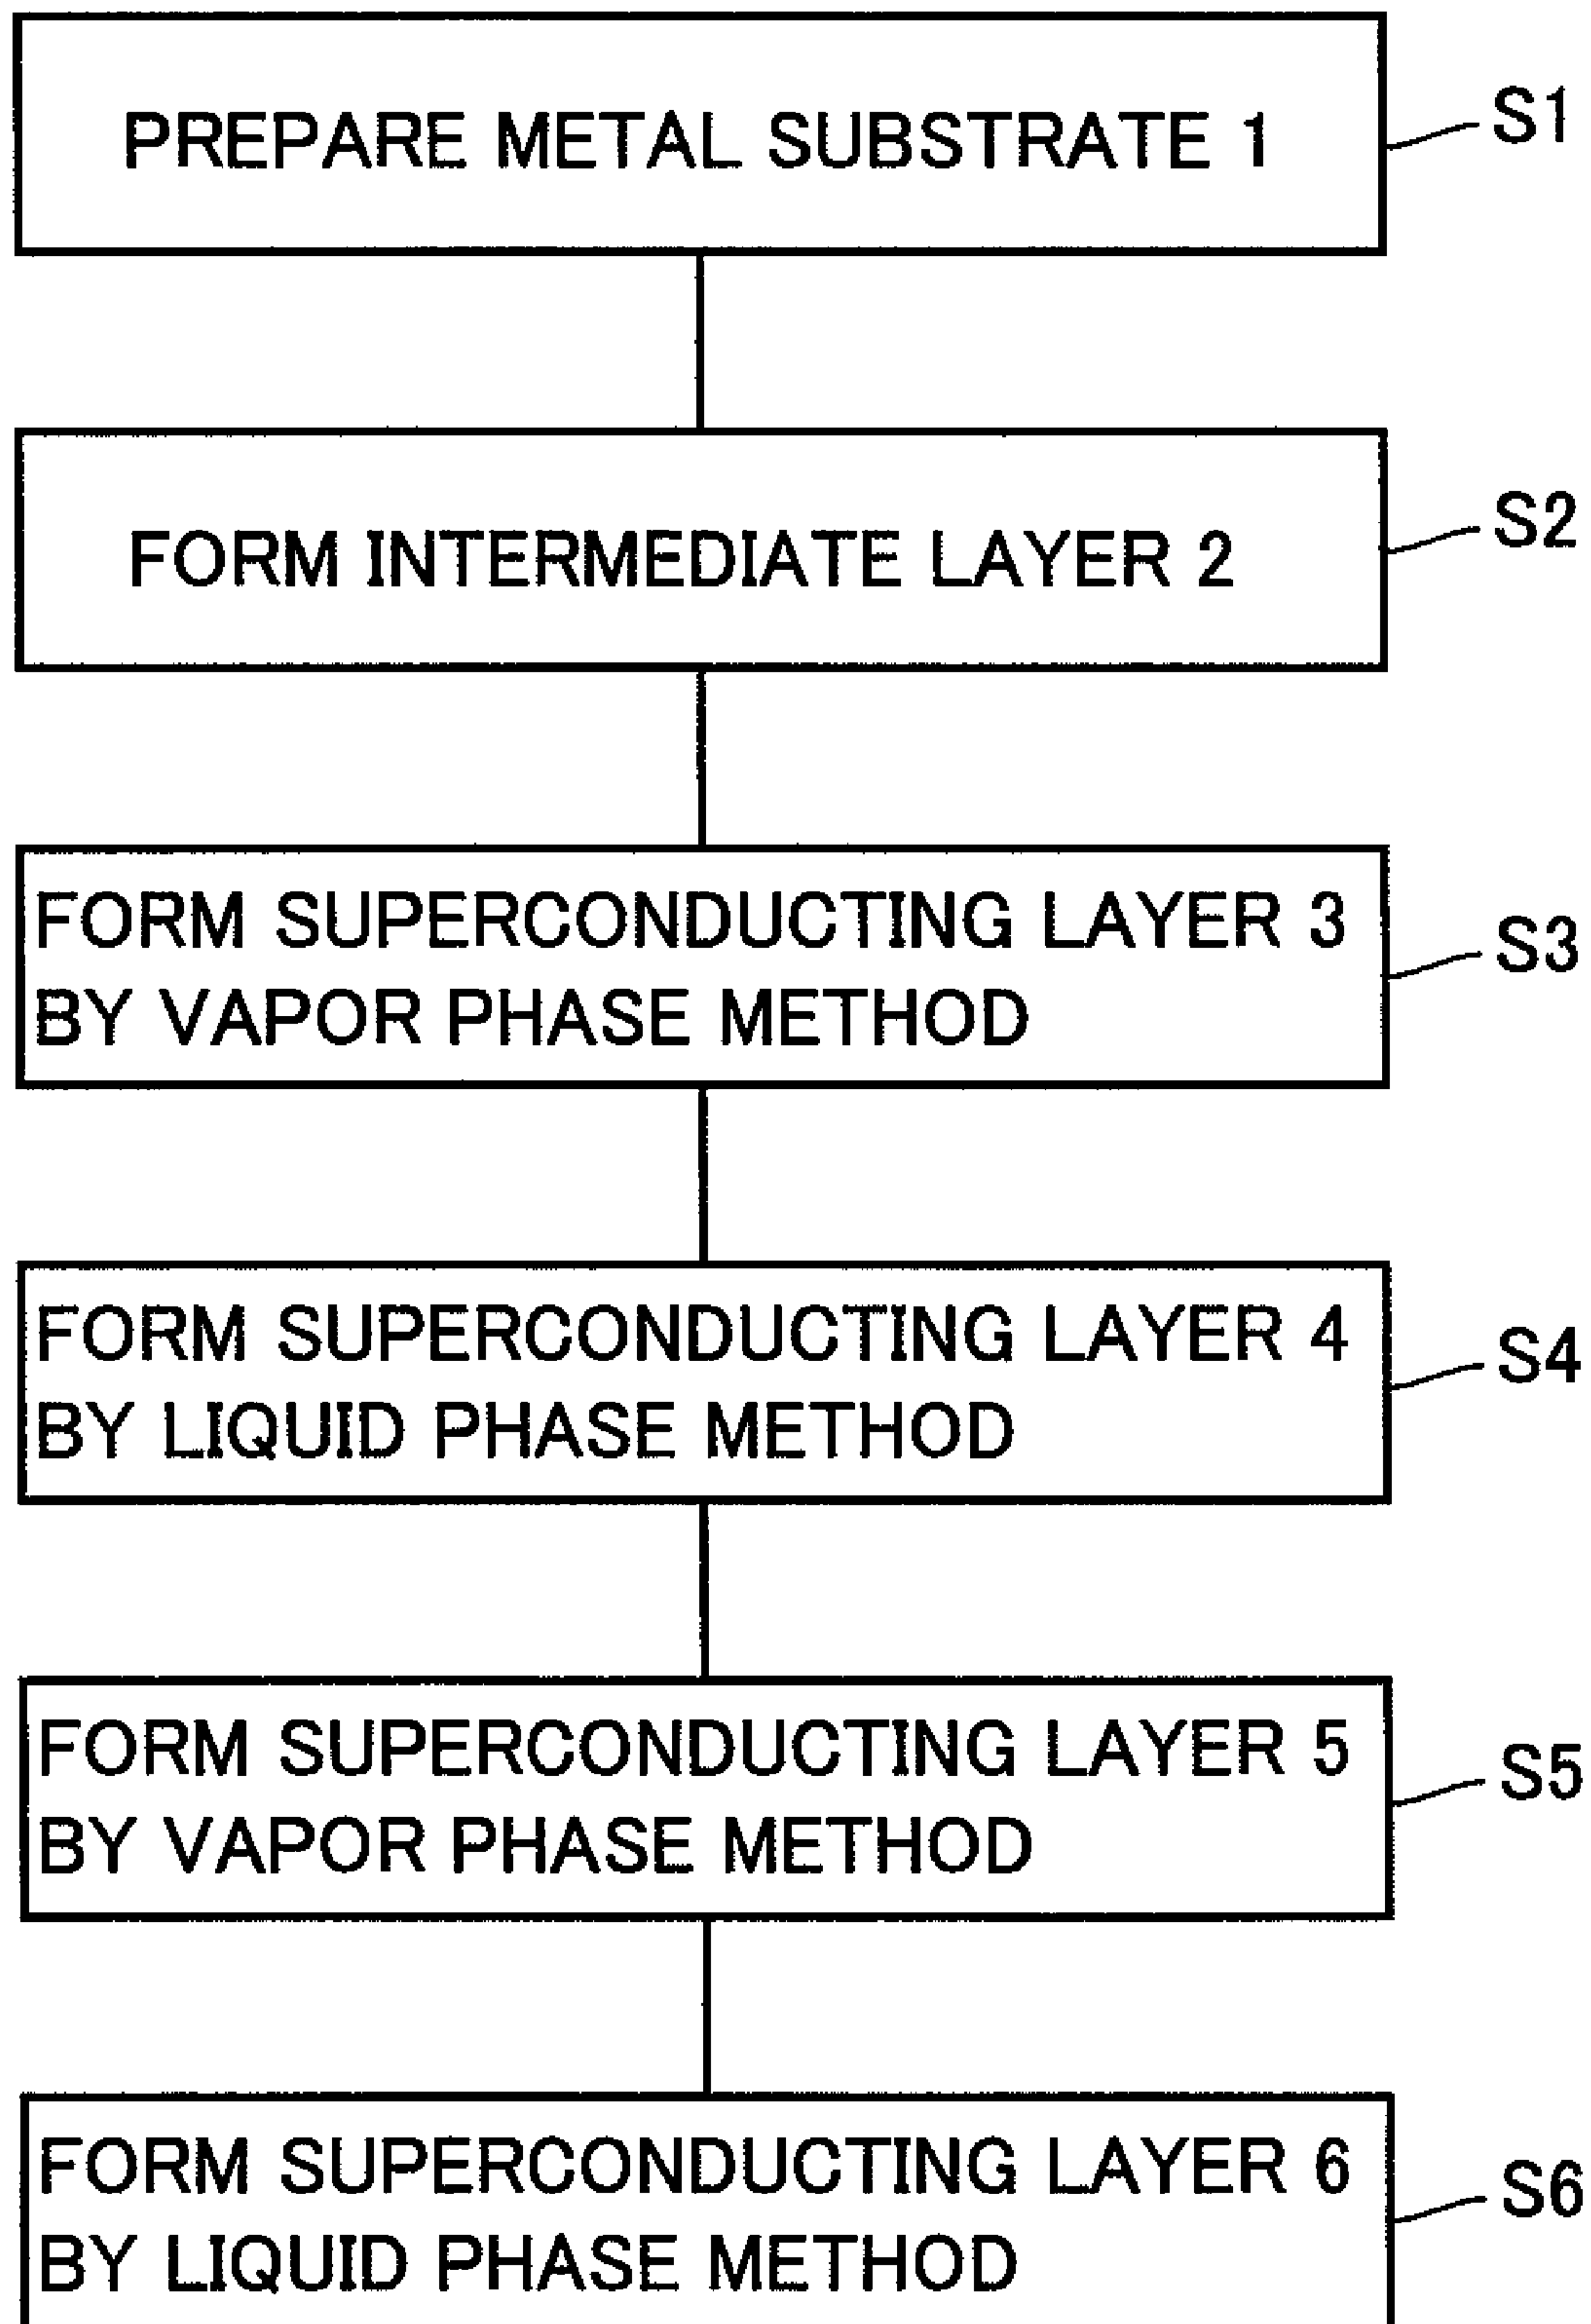 PREPARE METAL SUBSTRATE 1
S1
FORM INTERMEDIATE LAYER 2
S2
FORM SUPERCONDUCTING LAYER 3
BY VAPOR PHASE METHOD
S3
FORM SUPERCONDUCTING LAYER 4
BY LIQUID PHASE METHOD
S4
FORM SUPERCONDUCTING LAYER 5
BY VAPOR PHASE METHOD
S5
FORM SUPERCONDUCTING LAYER 6
BY LIQUID PHASE METHOD
S6